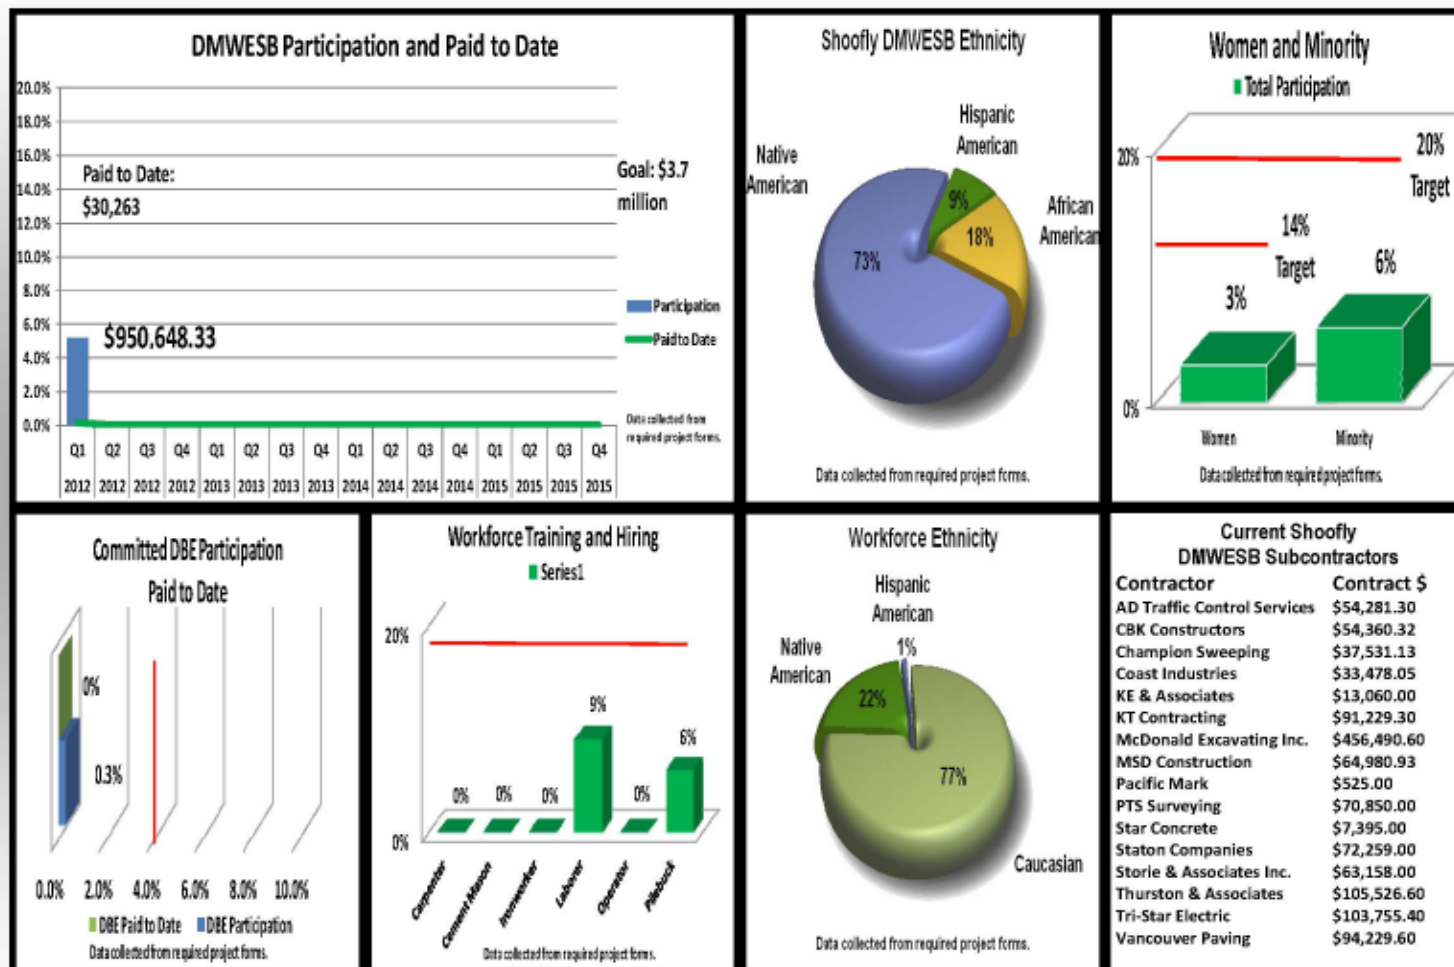 DMWESB Participation and Paid to Date
20.0%
18.0%
16.0%
14.0%
12.0%
10.0%
8.0%
6.0%
4.0%
2.0%
0.0%
Paid to Date:
$30,263
Goal: $3.7
million
$950,648.33
Participation
Paid to Date
Data collected from
required project forms.
Q1 Q2 Q3 Q4 Q1 Q2 Q3 Q4 Q1 Q2 Q3 Q4 Q1 Q2 Q3 Q4
2012 2012 2012 2012 2013 2013 2013 2013 2014 2014 2014 2014 2015 2015 2015 2015
Shoofly DMWESB Ethnicity
Hispanic
American
Native
American
African
American
9%
18%
73%
Data collected from required project forms.
Women and Minority
Total Participation
20%
20%
Target
14%
Target
6%
3%
0%
Women Minority
Data collected from required project forms.
Committed DBE Participation
Paid to Date
0%
0.3%
0.0% 2.0% 4.0% 6.0% 8.0% 10.0%
DBE Paid to Date DBE Participation
Data collected from required project forms.
Workforce Training and Hiring
Series1
20%
9%
6%
0% 0% 0% 0%
0%
Carpenter
Cement Mason
Ironworker
Laborer
Operator
Pilebuck
Data collected from required project forms.
Workforce Ethnicity
Hispanic
American
Native
American
1%
22%
77%
Caucasian
Data collected from required project forms.
Current Shoofly
DMWESB Subcontractors
Contractor Contract $
AD Traffic Control Services $54,281.30
CBK Constructors $54,360.32
Champion Sweeping $37,531.13
Coast Industries $33,478.05
KE & Associates $13,060.00
KT Contracting $91,229.30
McDonald Excavating Inc. $456,490.60
MSD Construction $64,980.93
Pacific Mark $525.00
PTS Surveying $70,850.00
Star Concrete $7,395.00
Staton Companies $72,259.00
Storie & Associates Inc. $63,158.00
Thurston & Associates $105,526.60
Tri-Star Electric $103,755.40
Vancouver Paving $94,229.60